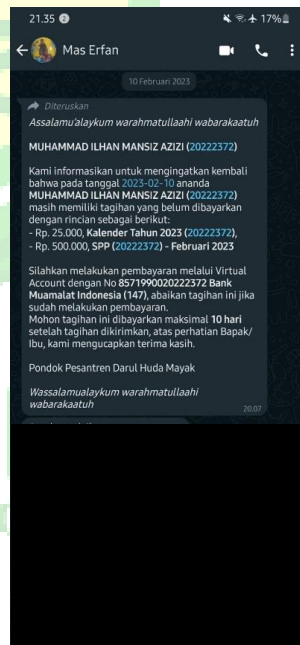 21.35
17%
Mas Erfan
10 Februari 2023
Diteruskan
Assalamu'alaykum warahmatullaahi wabarakaatuh
MUHAMMAD ILHAN MANSIZ AZIZI (20222372)
Kami informasikan untuk mengingatkan kembali
bahwa pada tanggal 2023-02-10 ananda
MUHAMMAD ILHAN MANSIZ AZIZI (20222372)
masih memiliki tagihan yang belum dibayarkan
dengan rincian sebagai berikut:
- Rp. 25.000, Kalender Tahun 2023 (20222372),
- Rp. 500.000, SPP (20222372) - Februari 2023
Silahkan melakukan pembayaran melalui Virtual
Account dengan No 8571990020222372 Bank
Muamalat Indonesia (147), abaikan tagihan ini jika
sudah melakukan pembayaran.
Mohon tagihan ini dibayarkan maksimal 10 hari
setelah tagihan dikirimkan, atas perhatian Bapak/
Ibu, kami mengucapkan terima kasih.
Pondok Pesantren Darul Huda Mayak
Wassalamualaykum warahmatullaahi
wabarakaatuh
20.07